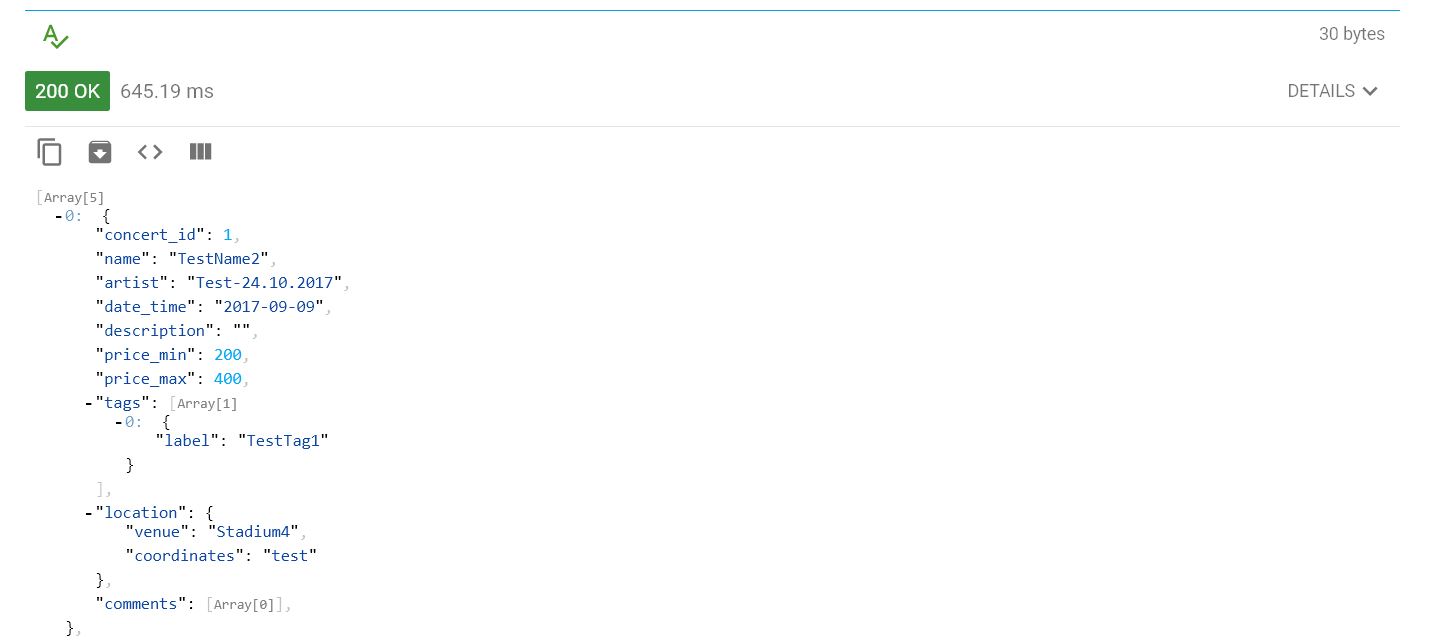 A
30 bytes
200 OK 645.19 ms DETAILS
[Array[5]
-0: {
"concert_id": 1,
"name": "TestName2",
"artist": "Test-24.10.2017",
"date_time": "2017-09-09",
"description": "",
"price_min": 200,
"price_max": 400,
-"tags": [Array[1]
-0: {
"label": "TestTag1"
}
],
-"location": {
"venue": "Stadium4",
"coordinates": "test"
},
"comments": [Array[0]],
},